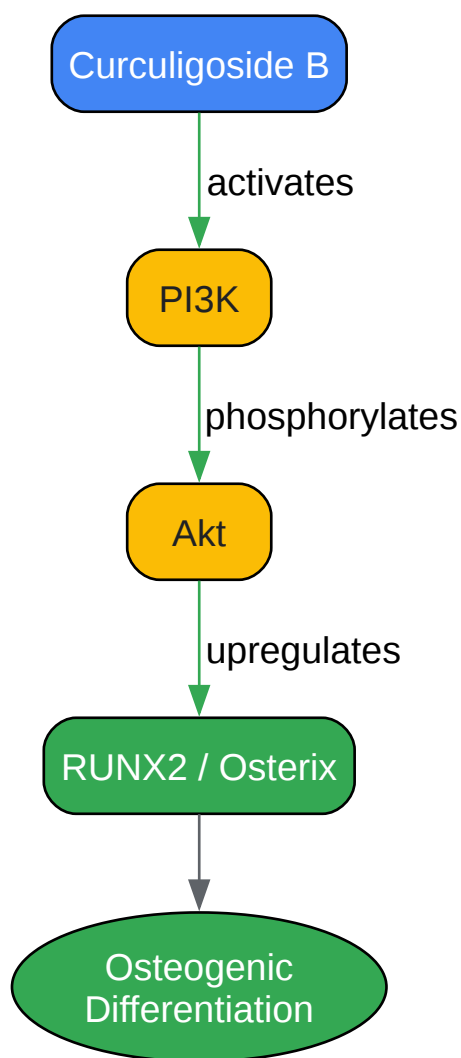 Curculigoside B
activates
PI3K
phosphorylates
Akt
upregulates
RUNX2 / Osterix
Osteogenic
Differentiation